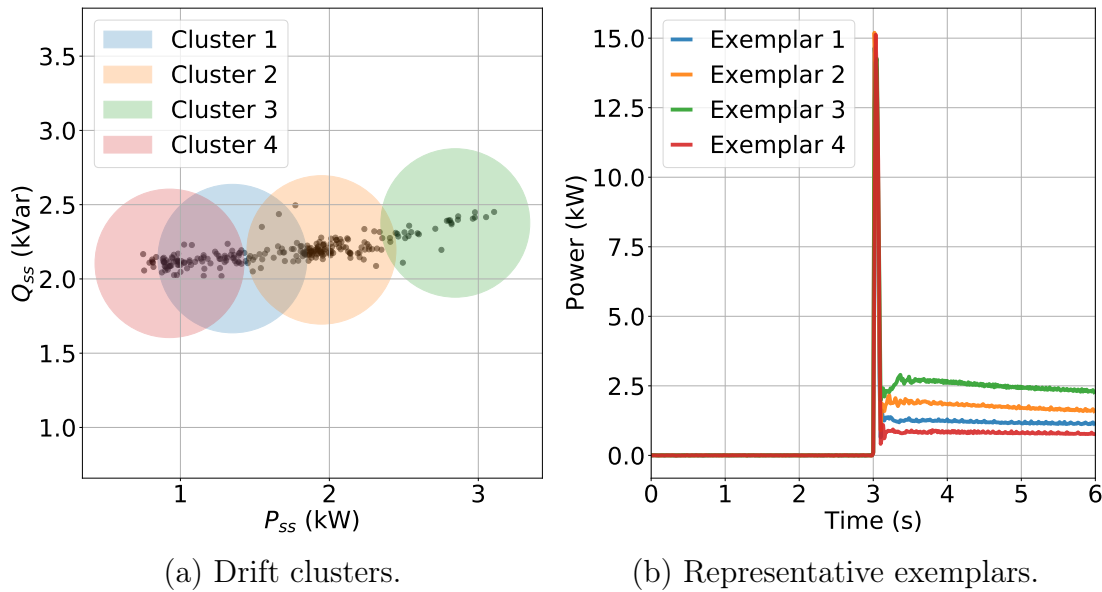 Cluster 1
Cluster 2
Cluster 3
Cluster 4
3.5
3.0
2.5
2.0
1.5
1.0
Q_ss (kVar)
1 2 3
P_ss (kW)
(a) Drift clusters.
Exemplar 1
Exemplar 2
Exemplar 3
Exemplar 4
15.0
12.5
10.0
7.5
5.0
2.5
0.0
Power (kW)
0 1 2 3 4 5 6
Time (s)
(b) Representative exemplars.